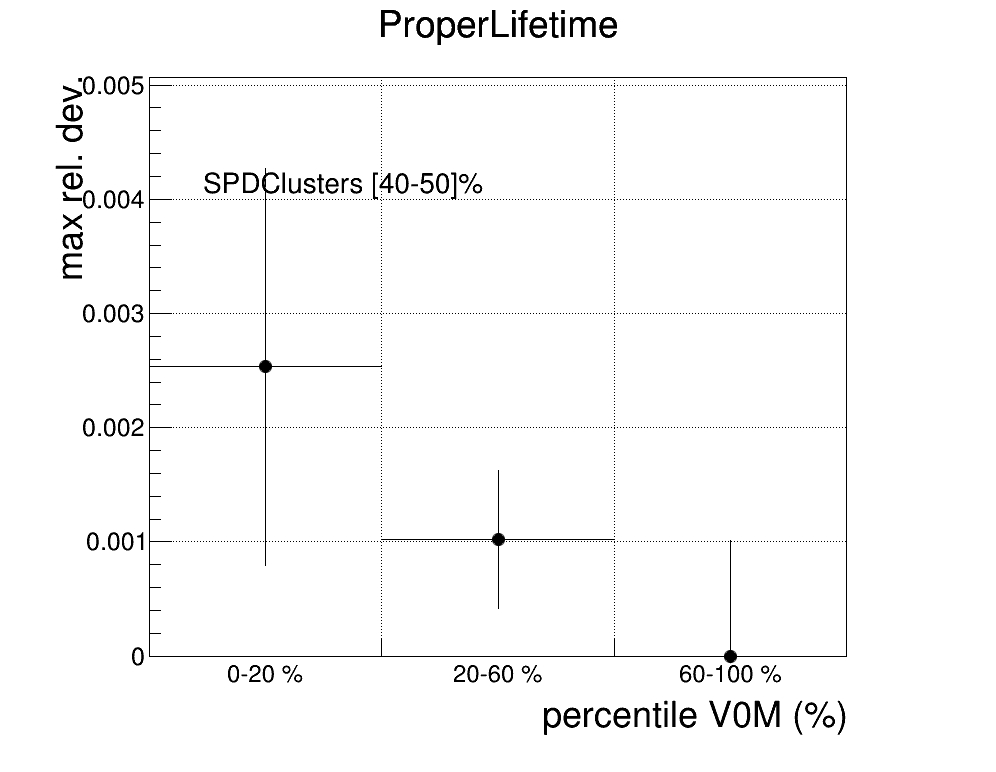 ProperLifetime
max rel. dev.
0.005
SPDClusters [40-50]%
0.004
0.003
0.002
0.001
0
0-20 % 20-60 % 60-100 %
percentile V0M (%)